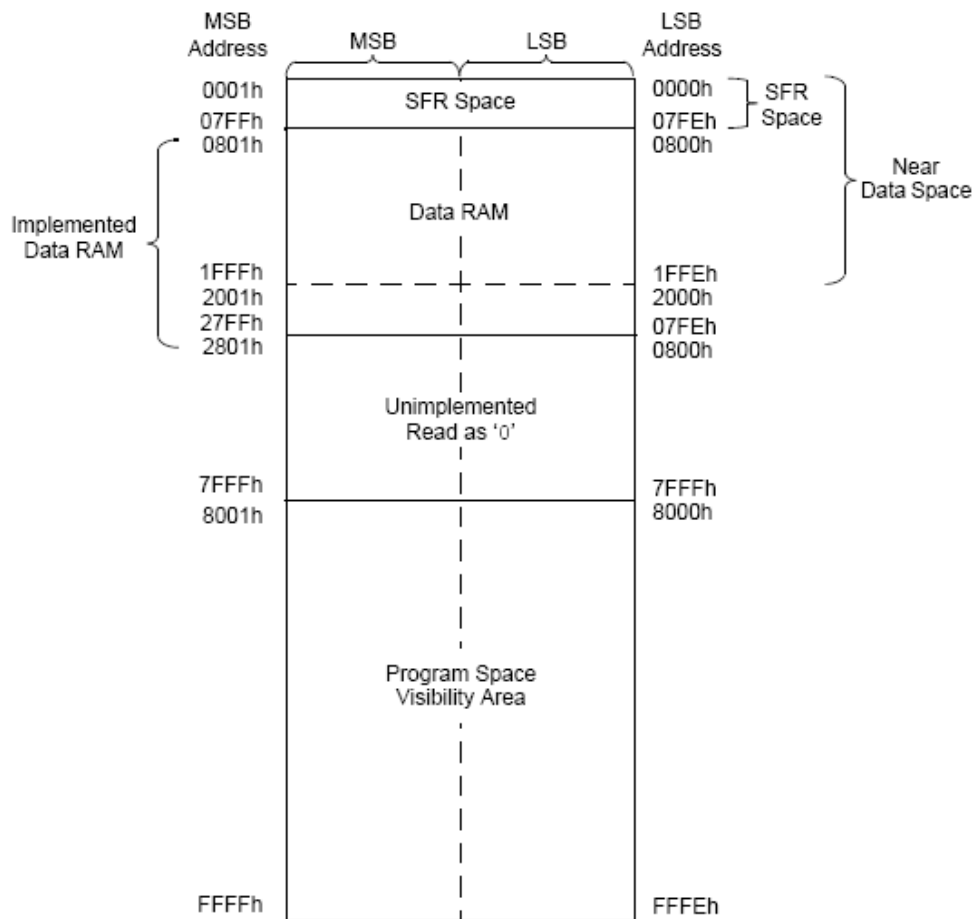 MSB
Address
MSB
LSB
LSB
Address
0001h
SFR Space
0000h
SFR
Space
07FFh
07FEh
0801h
0800h
Near
Data Space
Implemented
Data RAM
Data RAM
1FFFh
1FFEh
2001h
2000h
27FFh
07FEh
2801h
0800h
Unimplemented
Read as ‘0’
7FFFh
7FFFh
8001h
8000h
Program Space
Visibility Area
FFFFh
FFFEh